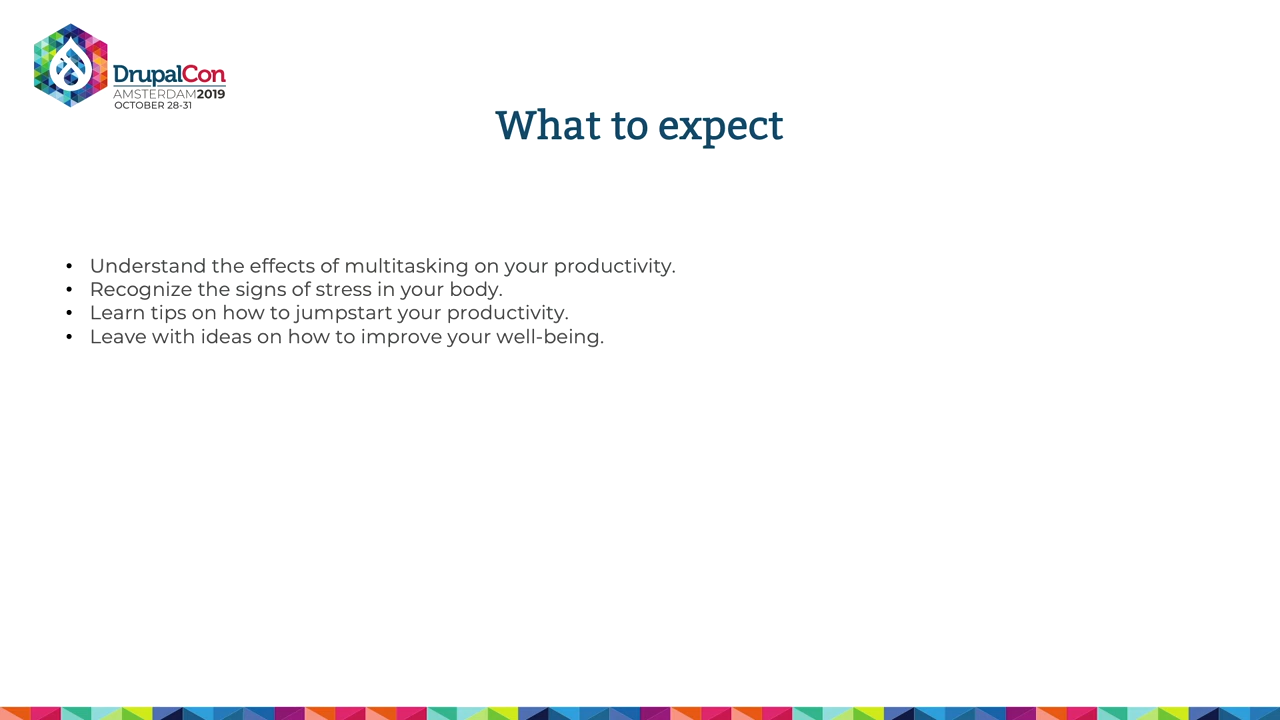 DrupalCon
AMSTERDAM2019
OCTOBER 28-31
What to expect
• Understand the effects of multitasking on your productivity.
• Recognize the signs of stress in your body.
• Learn tips on how to jumpstart your productivity.
• Leave with ideas on how to improve your well-being.